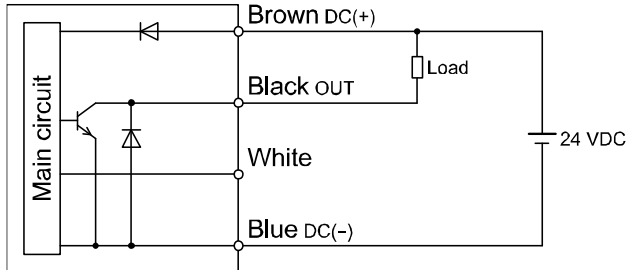 Brown DC(+)
Load
Black OUT
Main circuit
White
24 VDC
Blue DC(−)